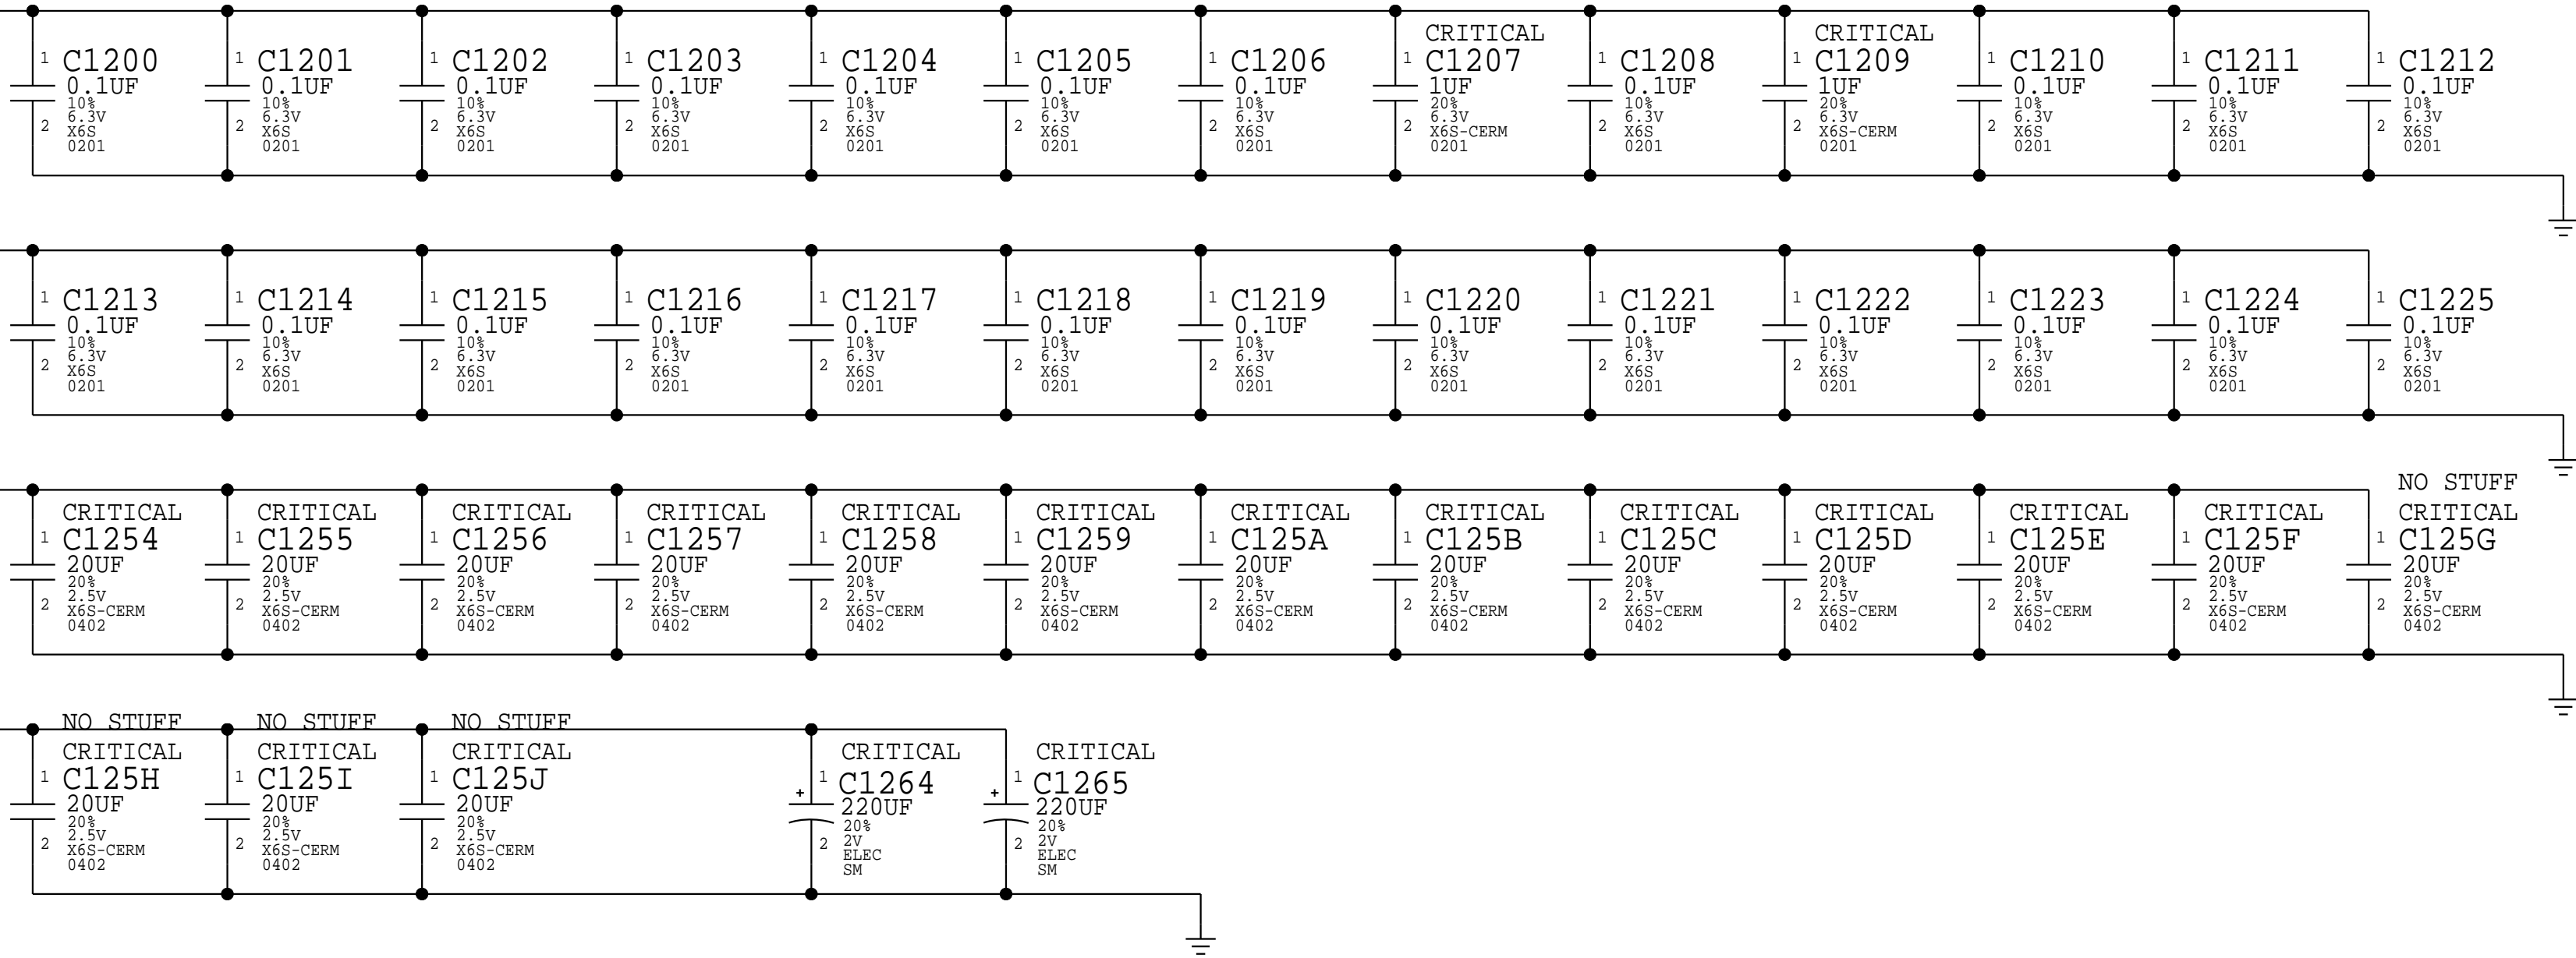 CRITICAL CRITICAL
1 C1200 1 C1201 1 C1202 1 C1203 1 C1204 1 C1205 1 C1206 1 C1207 1 C1208 1 C1209 1 C1210 1 C1211 1 C1212
0.1UF 0.1UF 0.1UF 0.1UF 0.1UF 0.1UF 0.1UF 1UF 0.1UF 1UF 0.1UF 0.1UF 0.1UF
10% 10% 10% 10% 10% 10% 10% 20% 10% 20% 10% 10% 10%
6.3V 6.3V 6.3V 6.3V 6.3V 6.3V 6.3V 6.3V 6.3V 6.3V 6.3V 6.3V 6.3V
2 X6S 2 X6S 2 X6S 2 X6S 2 X6S 2 X6S 2 X6S 2 X6S-CERM 2 X6S 2 X6S-CERM 2 X6S 2 X6S 2 X6S
0201 0201 0201 0201 0201 0201 0201 0201 0201 0201 0201 0201 0201
1 C1213 1 C1214 1 C1215 1 C1216 1 C1217 1 C1218 1 C1219 1 C1220 1 C1221 1 C1222 1 C1223 1 C1224 1 C1225
0.1UF 0.1UF 0.1UF 0.1UF 0.1UF 0.1UF 0.1UF 0.1UF 0.1UF 0.1UF 0.1UF 0.1UF 0.1UF
10% 10% 10% 10% 10% 10% 10% 10% 10% 10% 10% 10% 10%
6.3V 6.3V 6.3V 6.3V 6.3V 6.3V 6.3V 6.3V 6.3V 6.3V 6.3V 6.3V 6.3V
2 X6S 2 X6S 2 X6S 2 X6S 2 X6S 2 X6S 2 X6S 2 X6S 2 X6S 2 X6S 2 X6S 2 X6S 2 X6S
0201 0201 0201 0201 0201 0201 0201 0201 0201 0201 0201 0201 0201
NO STUFF
CRITICAL CRITICAL CRITICAL CRITICAL CRITICAL CRITICAL CRITICAL CRITICAL CRITICAL CRITICAL CRITICAL CRITICAL CRITICAL
1 C1254 1 C1255 1 C1256 1 C1257 1 C1258 1 C1259 1 C125A 1 C125B 1 C125C 1 C125D 1 C125E 1 C125F 1 C125G
20UF 20UF 20UF 20UF 20UF 20UF 20UF 20UF 20UF 20UF 20UF 20UF 20UF
20% 20% 20% 20% 20% 20% 20% 20% 20% 20% 20% 20% 20%
2.5V 2.5V 2.5V 2.5V 2.5V 2.5V 2.5V 2.5V 2.5V 2.5V 2.5V 2.5V 2.5V
2 X6S-CERM 2 X6S-CERM 2 X6S-CERM 2 X6S-CERM 2 X6S-CERM 2 X6S-CERM 2 X6S-CERM 2 X6S-CERM 2 X6S-CERM 2 X6S-CERM 2 X6S-CERM 2 X6S-CERM 2 X6S-CERM
0402 0402 0402 0402 0402 0402 0402 0402 0402 0402 0402 0402 0402
NO STUFF NO STUFF NO STUFF
CRITICAL CRITICAL CRITICAL CRITICAL CRITICAL
1 C125H 1 C125I 1 C125J 1 C1264 1 C1265
20UF 20UF 20UF + 220UF + 220UF
20% 20% 20% 20% 20%
2.5V 2.5V 2.5V 2V 2V
2 X6S-CERM 2 X6S-CERM 2 X6S-CERM 2 ELEC 2 ELEC
0402 0402 0402 SM SM